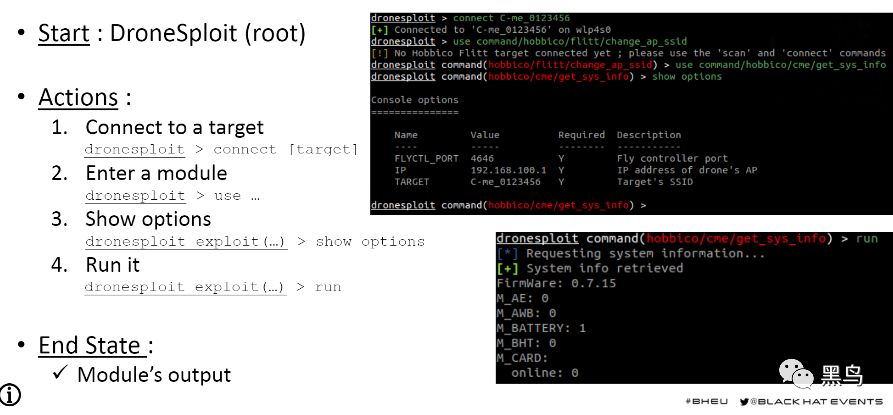 • Start : DroneSploit (root)
• Actions :
1. Connect to a target
dronesploit > connect [target]
2. Enter a module
dronesploit > use …
3. Show options
dronesploit exploit(…) > show options
4. Run it
dronesploit exploit(…) > run
• End State :
✓ Module's output
dronesploit > connect C-me_0123456
[+] Connected to 'C-me_0123456' on wlp4s0
dronesploit > use command/hobbico/flitt/change_ap_ssid
[!] No Hobbico Flitt target connected yet ; please use the 'scan' and 'connect' commands
dronesploit command(hobbico/flitt/change_ap_ssid) > use command/hobbico/cme/get_sys_info
dronesploit command(hobbico/cme/get_sys_info) > show options
Console options
===============
Name Value Required Description
---- ----- -------- -----------
FLYCTL_PORT 4646 Y Fly controller port
IP 192.168.100.1 Y IP address of drone's AP
TARGET C-me_0123456 Y Target's SSID
dronesploit command(hobbico/cme/get_sys_info) >
dronesploit command(hobbico/cme/get_sys_info) > run
[*] Requesting system information...
[+] System info retrieved
FirmWare: 0.7.15
M_AE: 0
M_AWB: 0
M_BATTERY: 1
M_BHT: 0
M_CARD:
online: 0
黑鸟
#BHEU @BLACK HAT EVENTS